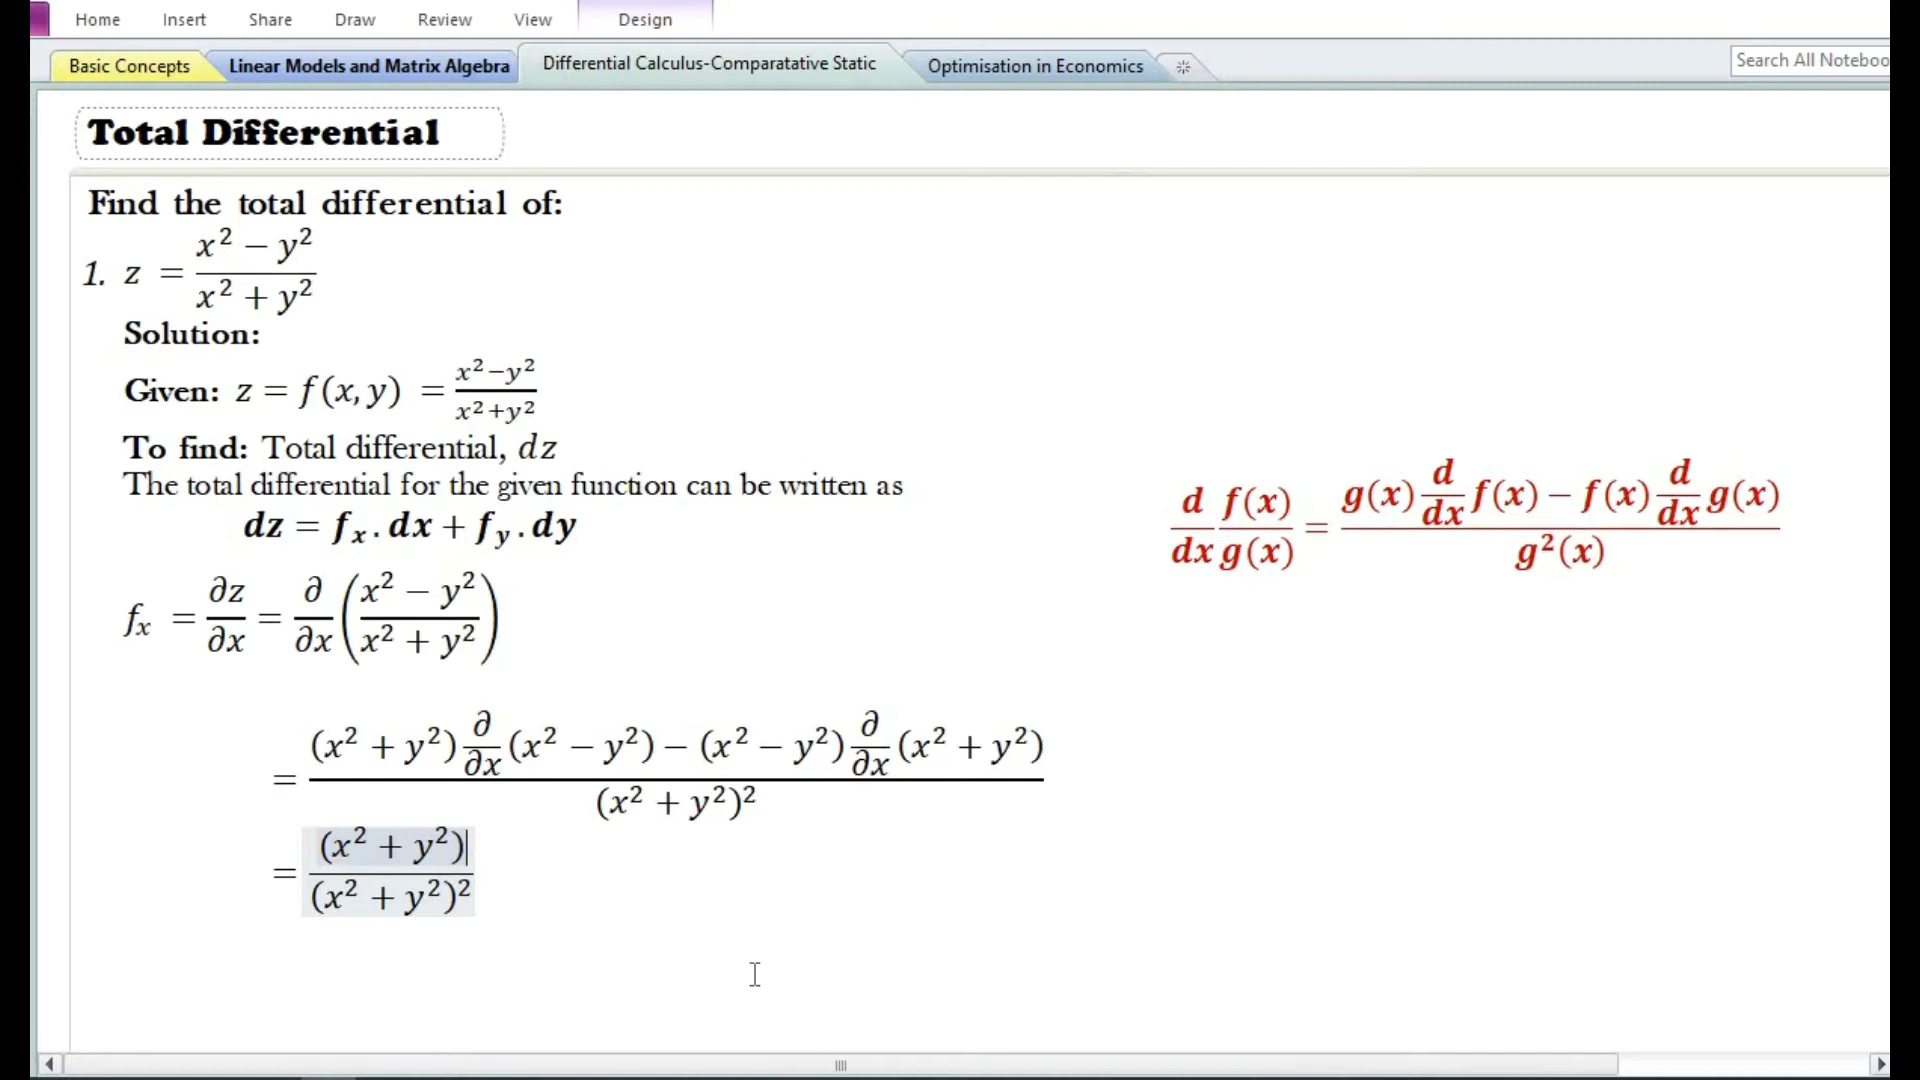 Home Insert Share Draw Review View Design
Basic Concepts Linear Models and Matrix Algebra Differential Calculus-Comparatative Static Optimisation in Economics Search All Noteboo
Total Differential
Find the total differential of:
1. z = (x² − y²)/(x² + y²)
Solution:
Given: z = f(x, y) = (x²−y²)/(x²+y²)
To find: Total differential, dz
The total differential for the given function can be written as
dz = fₓ. dx + f_y. dy
d/dx f(x)/g(x) = (g(x) d/dx f(x) − f(x) d/dx g(x))/g²(x)
fₓ = ∂z/∂x = ∂/∂x ((x² − y²)/(x² + y²))
= ((x² + y²) ∂/∂x (x² − y²) − (x² − y²) ∂/∂x (x² + y²))/(x² + y²)²
= (x² + y²)/(x² + y²)²